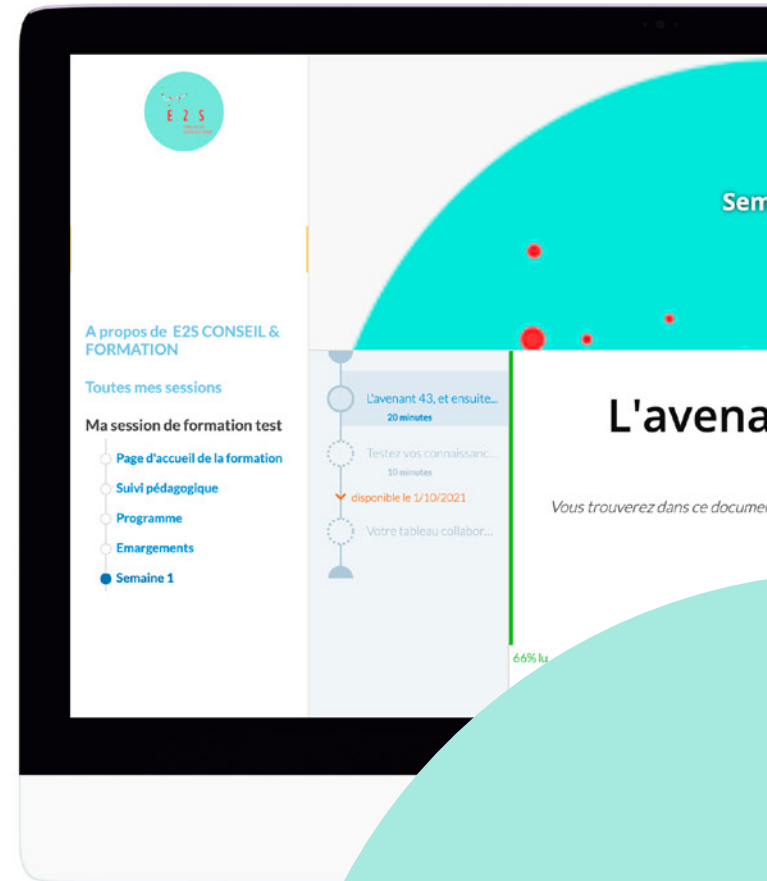 E 2 S
A propos de E2S CONSEIL &
FORMATION
Toutes mes sessions
Ma session de formation test
Page d'accueil de la formation
Suivi pédagogique
Programme
Emargements
Semaine 1
L'avenant 43, et ensuite...
20 minutes
Testez vos connaissanc...
10 minutes
disponible le 1/10/2021
Votre tableau collabor...
66% lu
Sem
L'avena
Vous trouverez dans ce documen